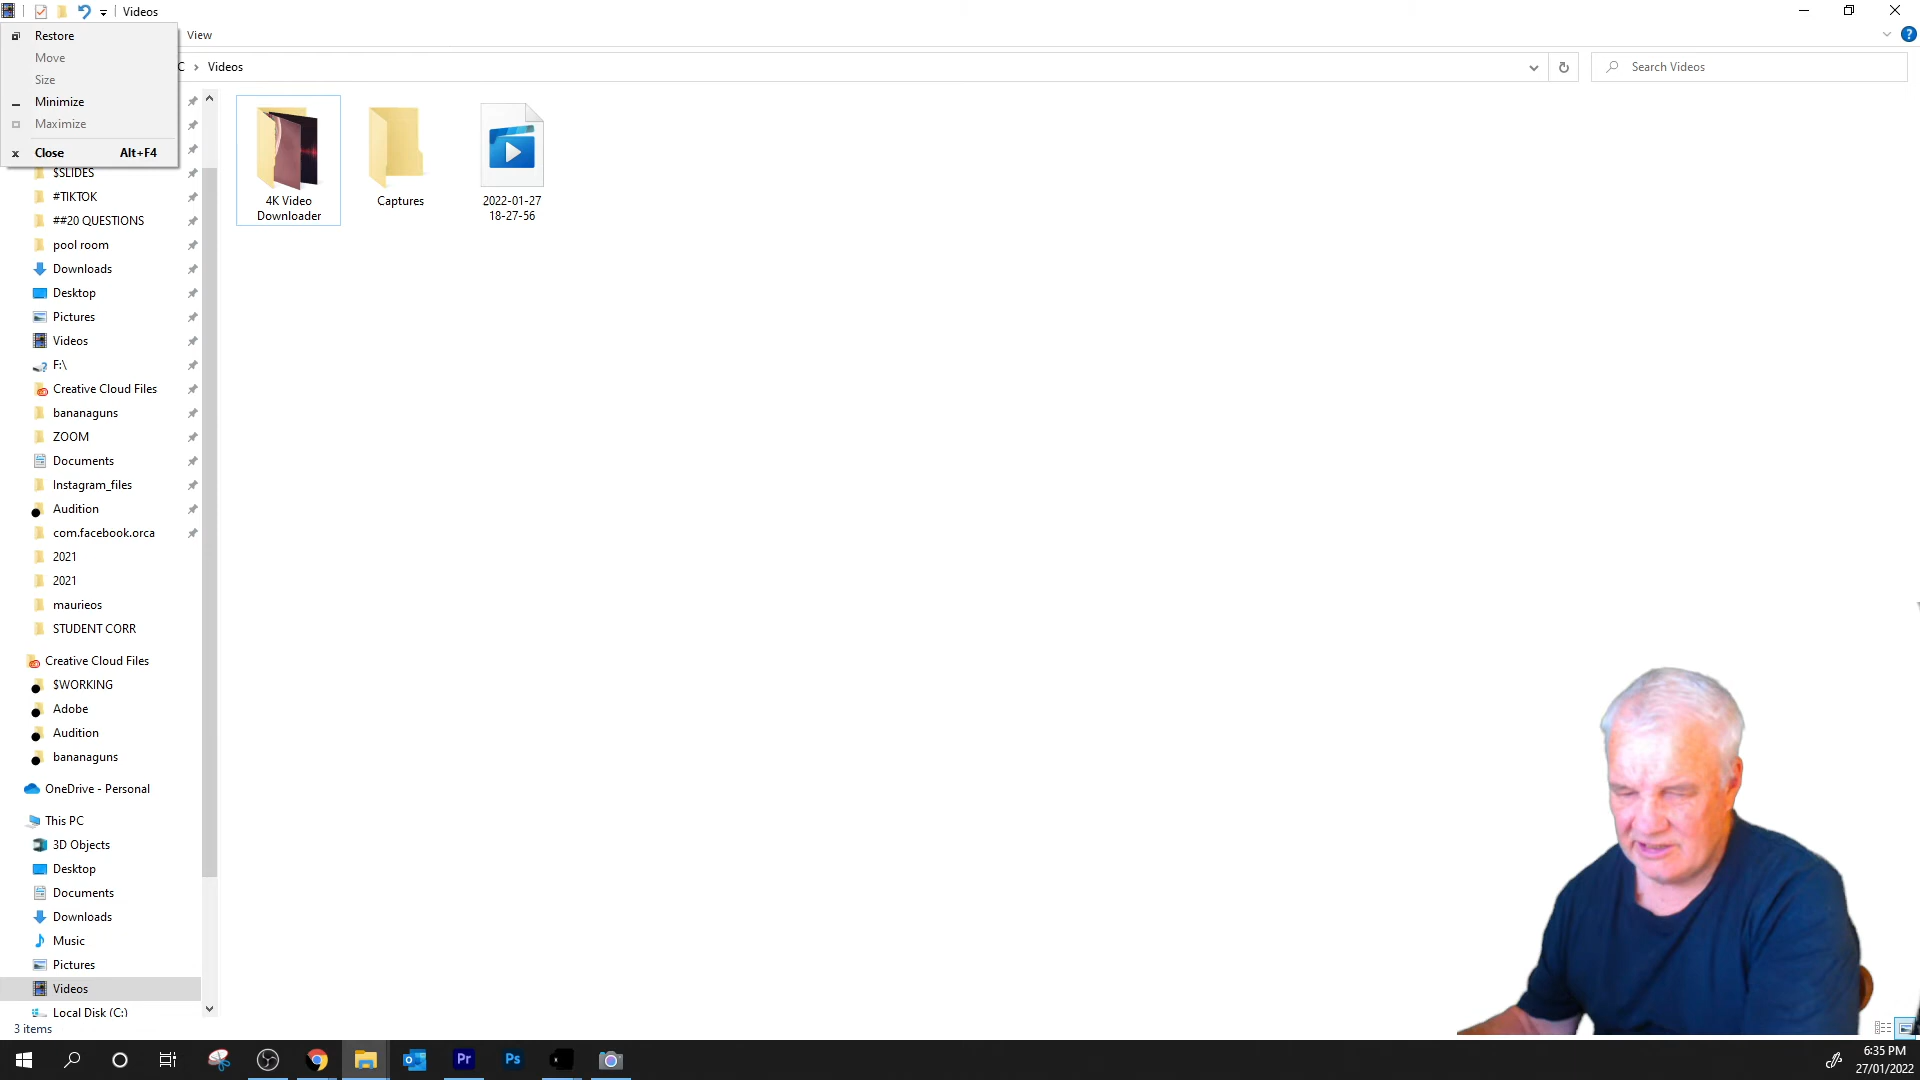 Videos
Restore
Move
Size
Minimize
Maximize
Close Alt+F4
View
C > Videos
Search Videos
$SLIDES
#TIKTOK
##20 QUESTIONS
pool room
Downloads
Desktop
Pictures
Videos
F:\
Creative Cloud Files
bananaguns
ZOOM
Documents
Instagram_files
Audition
com.facebook.orca
2021
2021
maurieos
STUDENT CORR
Creative Cloud Files
$WORKING
Adobe
Audition
bananaguns
OneDrive - Personal
This PC
3D Objects
Desktop
Documents
Downloads
Music
Pictures
Videos
Local Disk (C:)
3 items
4K Video
Downloader
Captures
2022-01-27
18-27-56
Pr
Ps
6:35 PM
27/01/2022